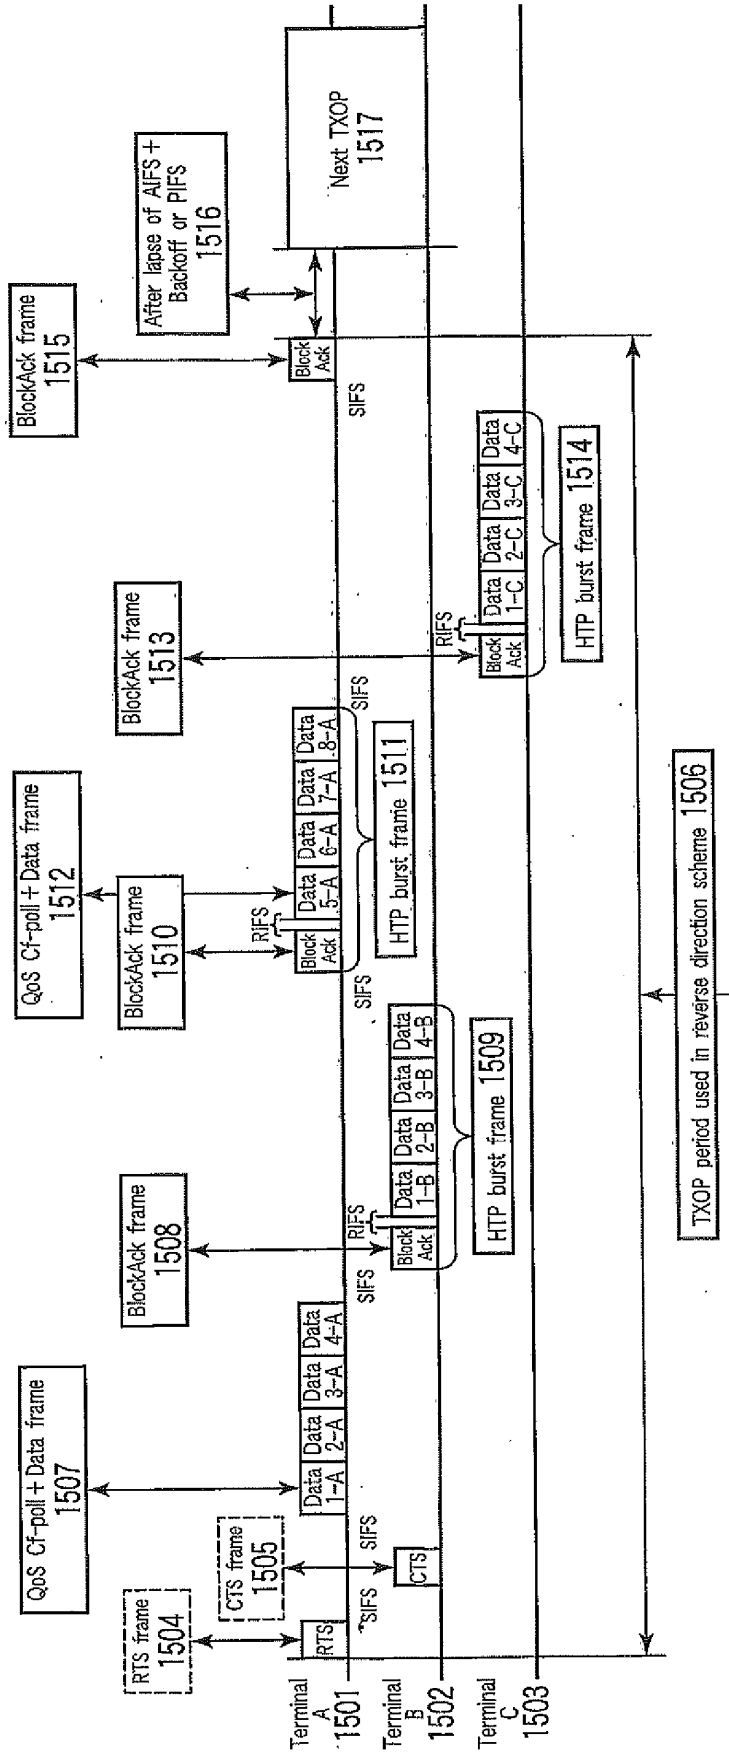 BlockAck frame
1515
After lapse of AIFS +
Backoff or PIFS
1516
Next TXOP
1517
QoS Cf-poll + Data frame
1512
BlockAck frame
1510
BlockAck frame
1513
QoS Cf-poll + Data frame
1507
BlockAck frame
1508
RTS frame
1504
CTS frame
1505
Terminal
A
1501
RTS
SIFS
SIFS
Data
1-A
Data
2-A
Data
3-A
Data
4-A
SIFS
SIFS
Block
Ack
RIFS
Data
5-A
Data
6-A
Data
7-A
Data
8-A
SIFS
HTP burst frame 1511
SIFS
Block
Ack
Terminal
B
1502
CTS
Block
Ack
RIFS
Data
1-B
Data
2-B
Data
3-B
Data
4-B
HTP burst frame 1509
Terminal
C
1503
Block
Ack
RIFS
Data
1-C
Data
2-C
Data
3-C
Data
4-C
HTP burst frame 1514
TXOP period used in reverse direction scheme 1506